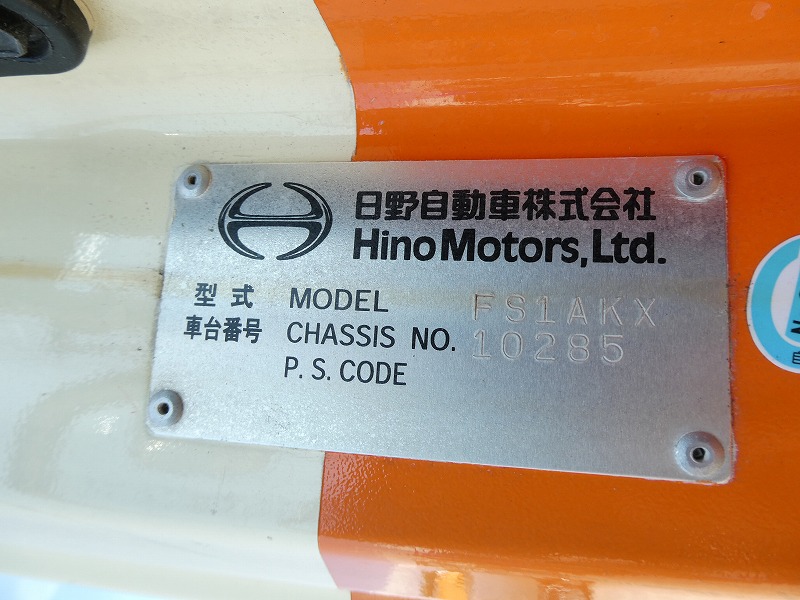 日野自動車株式会社
Hino Motors, Ltd.
型式 MODEL FS1AKX
車台番号 CHASSIS NO. 10285
P. S. CODE